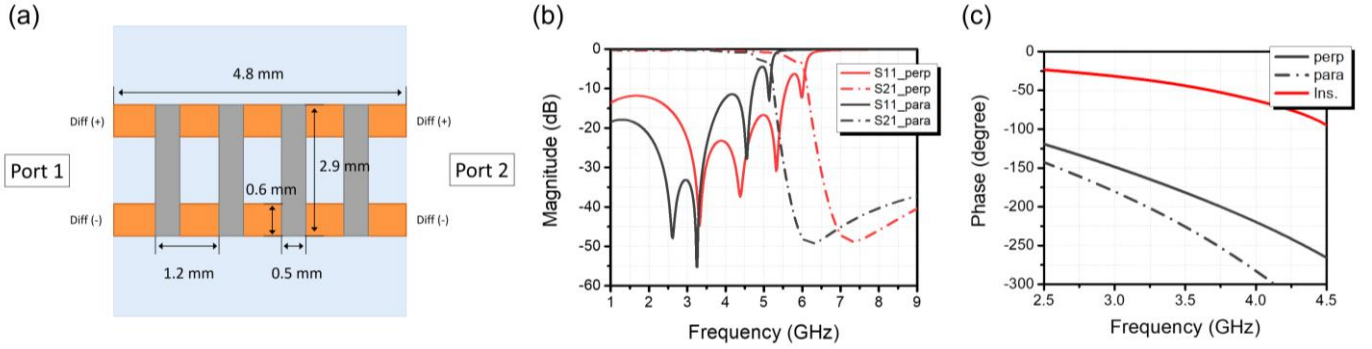 (a)
4.8 mm
Diff (+)
Diff (+)
Port 1
Port 2
2.9 mm
0.6 mm
Diff (-)
Diff (-)
1.2 mm
0.5 mm
(b)
Magnitude (dB)
0
-10
-20
-30
-40
-50
-60
S11_perp
S21_perp
S11_para
S21_para
1 2 3 4 5 6 7 8 9
Frequency (GHz)
(c)
Phase (degree)
0
-50
-100
-150
-200
-250
-300
perp
para
Ins.
2.5 3.0 3.5 4.0 4.5
Frequency (GHz)